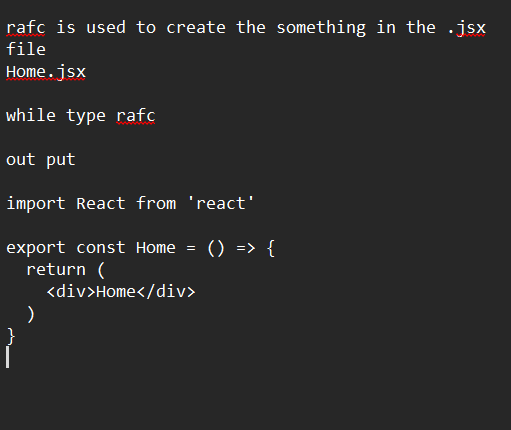 rafc is used to create the something in the .jsx
file
Home.jsx
while type rafc
out put
import React from 'react'
export const Home = () => {
  return (
    <div>Home</div>
  )
}